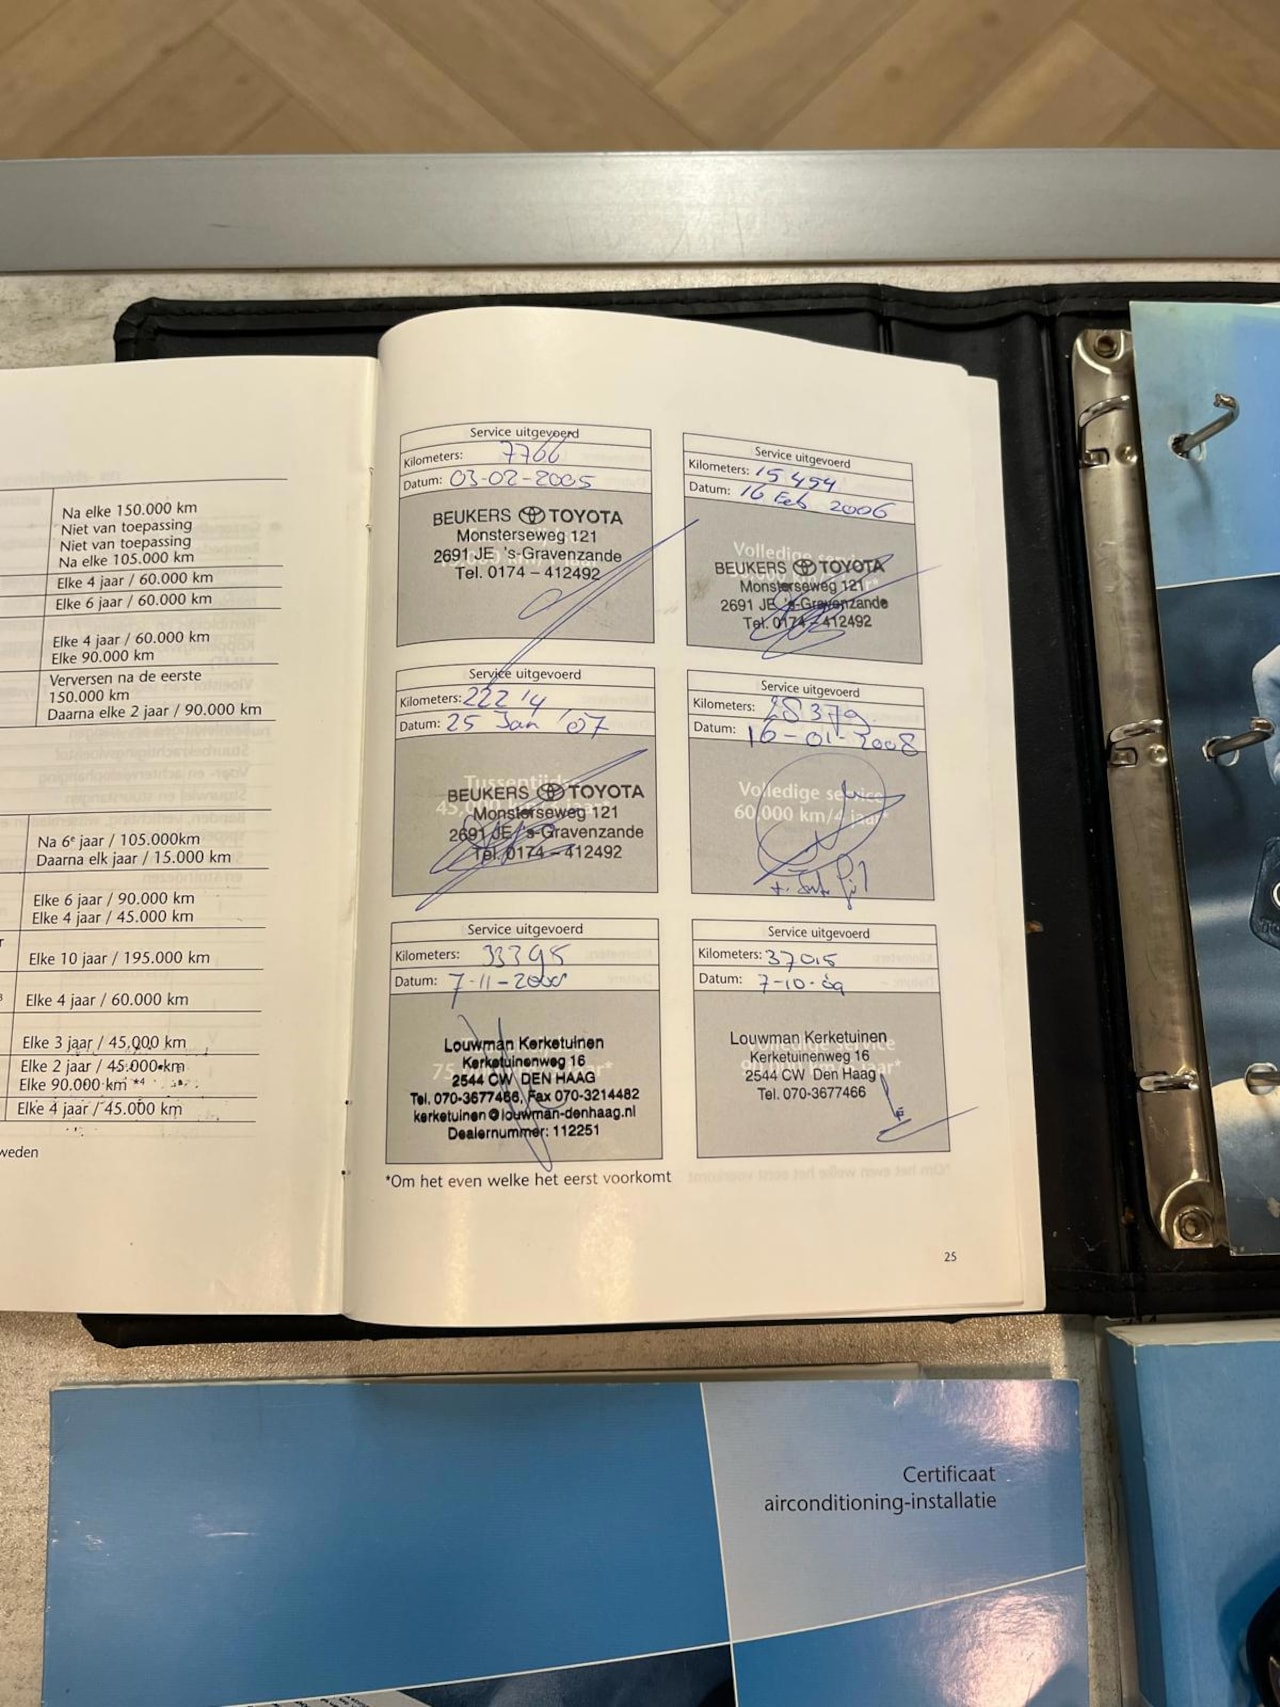 Na elke 150.000 km
Niet van toepassing
Niet van toepassing
Na elke 105.000 km
Elke 4 jaar / 60.000 km
Elke 6 jaar / 60.000 km
Elke 4 jaar / 60.000 km
Elke 90.000 km
Verversen na de eerste
150.000 km
Daarna elke 2 jaar / 90.000 km
Na 6e jaar / 105.000km
Daarna elk jaar / 15.000 km
Elke 6 jaar / 90.000 km
Elke 4 jaar / 45.000 km
Elke 10 jaar / 195.000 km
Elke 4 jaar / 60.000 km
Elke 3 jaar / 45.000 km
Elke 2 jaar / 45.000 km
Elke 90.000 km *4
Elke 4 jaar / 45.000 km
weden
Service uitgevoerd
Kilometers: 7766
Datum: 03-02-2005
BEUKERS TOYOTA
Monsterseweg 121
2691 JE 's-Gravenzande
Tel. 0174 – 412492
Service uitgevoerd
Kilometers: 15 454
Datum: 16 Feb 2006
Volledige service
BEUKERS TOYOTA
Monsterseweg 121
2691 JE 's-Gravenzande
Tel. 0174 – 412492
Service uitgevoerd
Kilometers: 222 14
Datum: 25 Jan '07
Tussentijdse
BEUKERS TOYOTA
45,000
Monsterseweg 121
2691 JE 's-Gravenzande
Tel. 0174 – 412492
Service uitgevoerd
Kilometers: 28379
Datum: 16-01-2008
Volledige service
60,000 km/4 jaar*
Service uitgevoerd
Kilometers: 33395
Datum: 7-11-2008
Louwman Kerketuinen
Kerketuinenweg 16
2544 CW DEN HAAG
Tel. 070-3677466, Fax 070-3214482
kerketuinen@louwman-denhaag.nl
Dealernummer: 112251
Service uitgevoerd
Kilometers: 37015
Datum: 7-10-09
Louwman Kerketuinen
Kerketuinenweg 16
2544 CW Den Haag
Tel. 070-3677466
*Om het even welke het eerst voorkomt
25
Certificaat
airconditioning-installatie